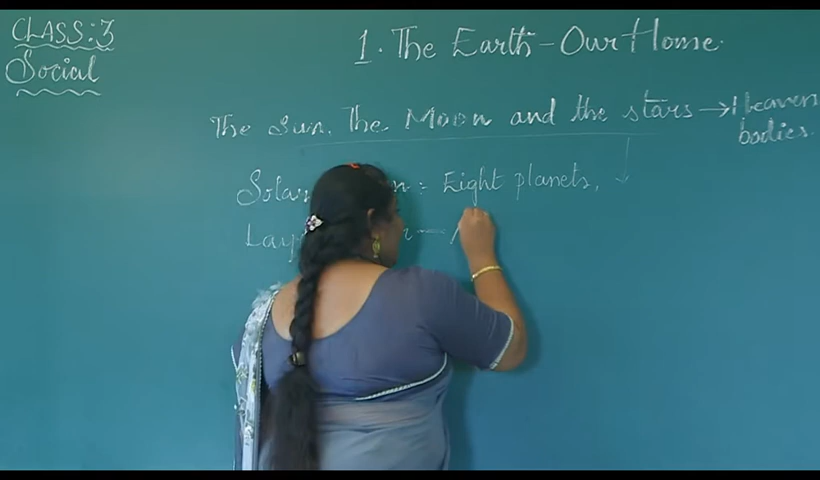 CLASS:3
Social
1. The Earth - Our Home.
The Sun, The Moon and the stars → Heaven
bodies.
Solar : Eight planets,